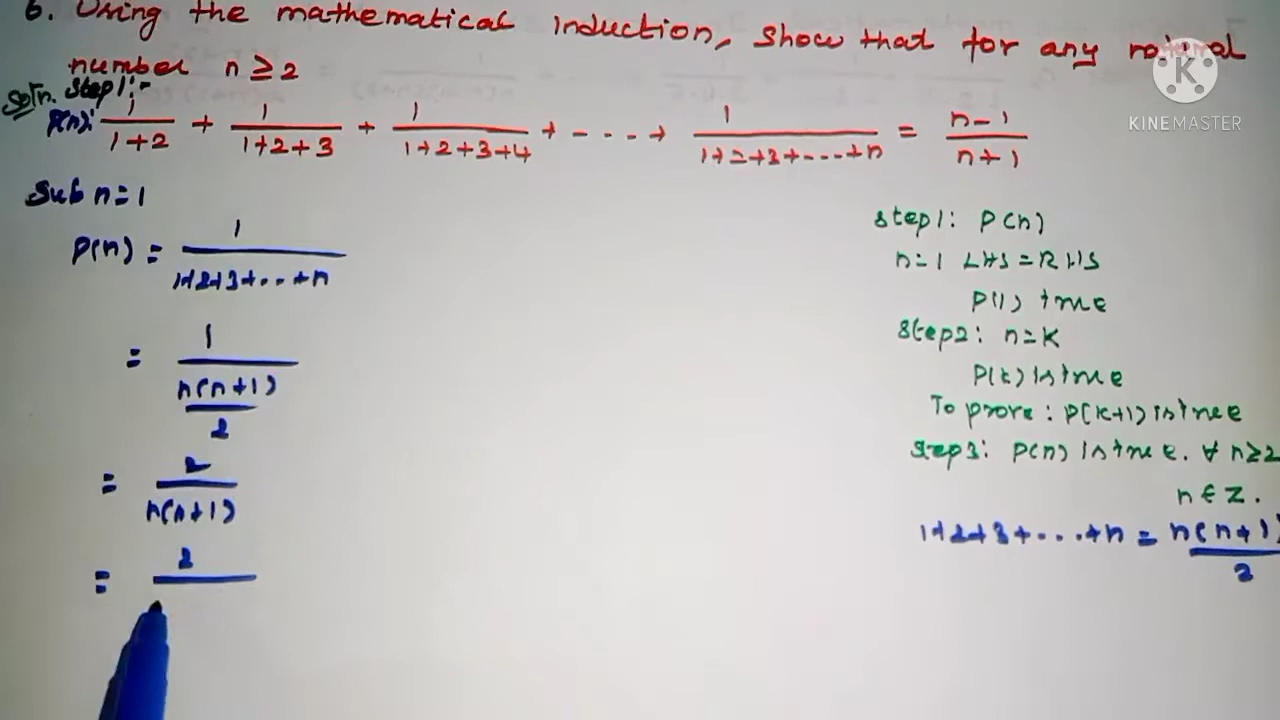 6. Using the mathematical induction, show that for any
number n ≥ 2
Soln. Step1:-
P(n): 1/(1+2) + 1/(1+2+3) + 1/(1+2+3+4) + - - - - + 1/(1+2+3+----+n) = (n-1)/(n+1)
Sub n=1
P(n) = 1/(1+2+3+...+n)
= 1/(n(n+1)/2)
= 2/(n(n+1))
= 2/
Step1: P(n)
n=1 LHS=RHS
P(1) true
Step2: n=K
P(k) is true
To prove: P(K+1) is true
Step3: P(n) is true. ∀ n≥2
n ∈ Z.
1+2+3+...+n = n(n+1)/2
K
KINEMASTER